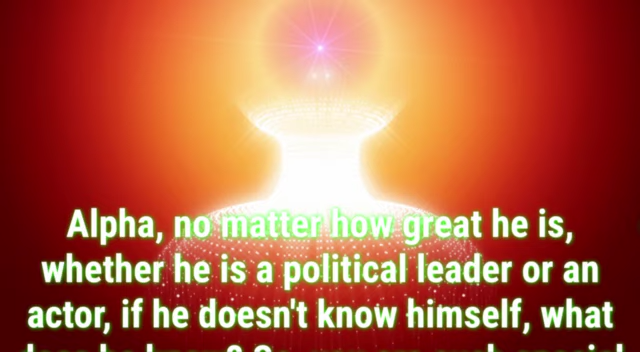 Alpha, no matter how great he is,
whether he is a political leader or an
actor, if he doesn't know himself, what